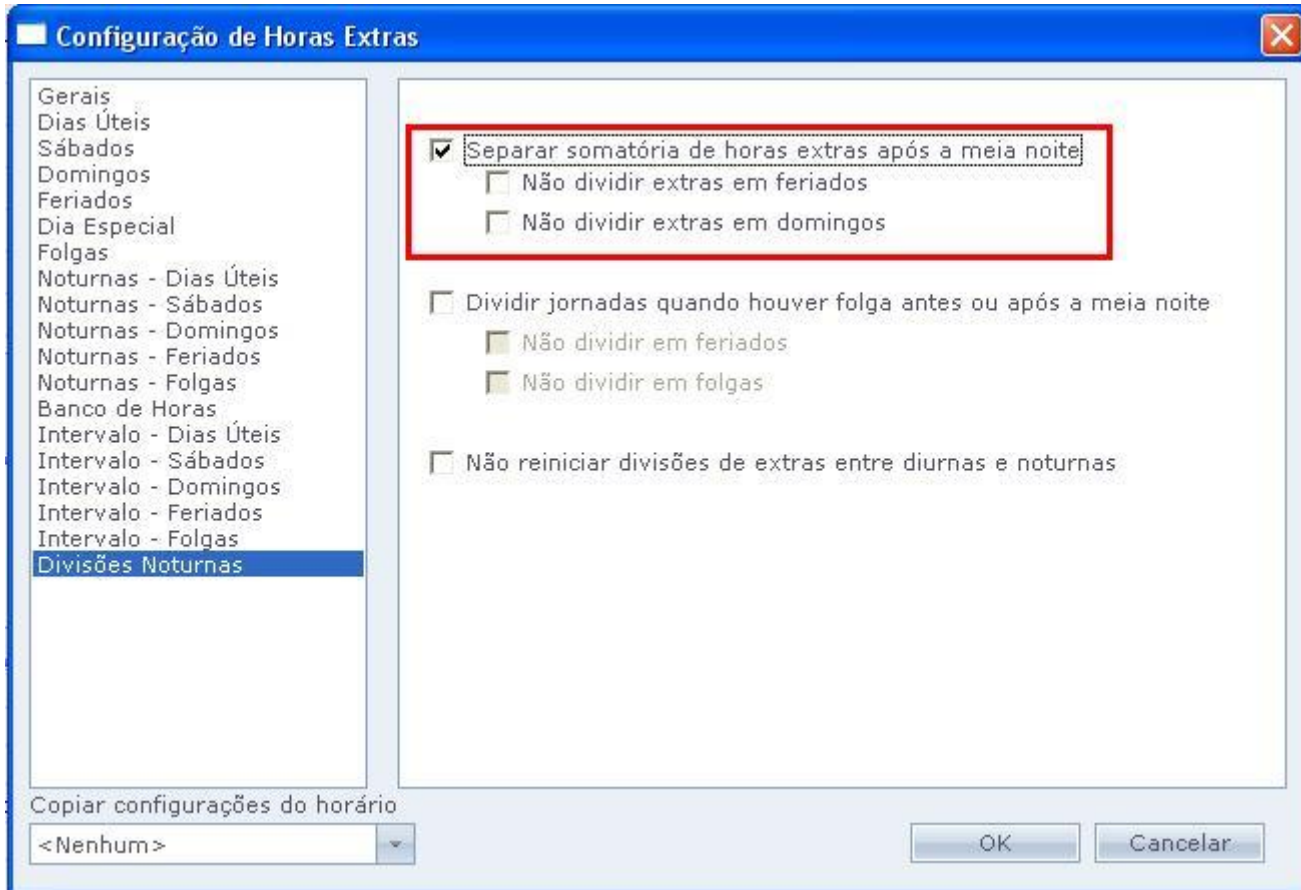 Configuração de Horas Extras
Gerais
Dias Úteis
Sábados
Domingos
Feriados
Dia Especial
Folgas
Noturnas - Dias Úteis
Noturnas - Sábados
Noturnas - Domingos
Noturnas - Feriados
Noturnas - Folgas
Banco de Horas
Intervalo - Dias Úteis
Intervalo - Sábados
Intervalo - Domingos
Intervalo - Feriados
Intervalo - Folgas
Divisões Noturnas
Separar somatória de horas extras após a meia noite
Não dividir extras em feriados
Não dividir extras em domingos
Dividir jornadas quando houver folga antes ou após a meia noite
Não dividir em feriados
Não dividir em folgas
Não reiniciar divisões de extras entre diurnas e noturnas
Copiar configurações do horário
<Nenhum>
OK
Cancelar